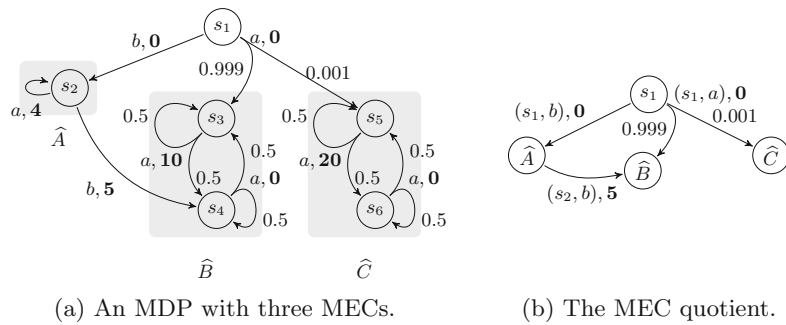 s₁
b, 0
a, 0
s₂
a, 4
Â
0.999
0.001
0.5
s₃
a, 10
0.5
0.5
b, 5
s₄
a, 0
0.5
B̂
0.5
s₅
a, 20
0.5
0.5
s₆
a, 0
0.5
Ĉ
(a) An MDP with three MECs.
s₁
(s₁, b), 0
(s₁, a), 0
0.999
0.001
Â
B̂
Ĉ
(s₂, b), 5
(b) The MEC quotient.